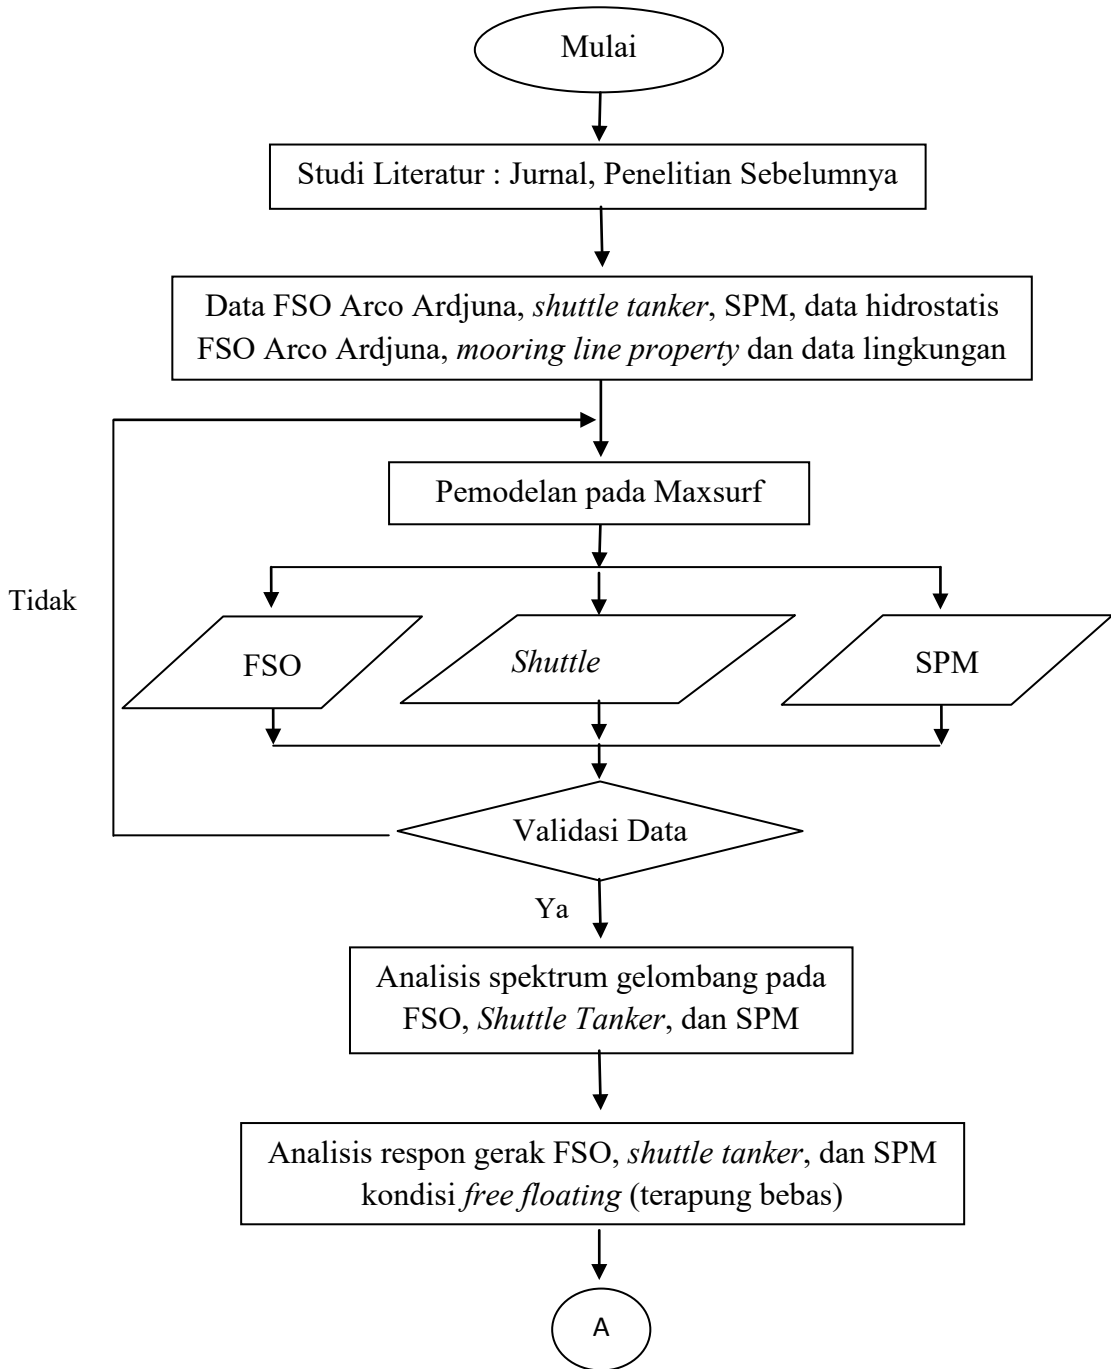 Mulai
Studi Literatur : Jurnal, Penelitian Sebelumnya
Data FSO Arco Ardjuna, shuttle tanker, SPM, data hidrostatis
FSO Arco Ardjuna, mooring line property dan data lingkungan
Pemodelan pada Maxsurf
Tidak
FSO
Shuttle
SPM
Validasi Data
Ya
Analisis spektrum gelombang pada
FSO, Shuttle Tanker, dan SPM
Analisis respon gerak FSO, shuttle tanker, dan SPM
kondisi free floating (terapung bebas)
A